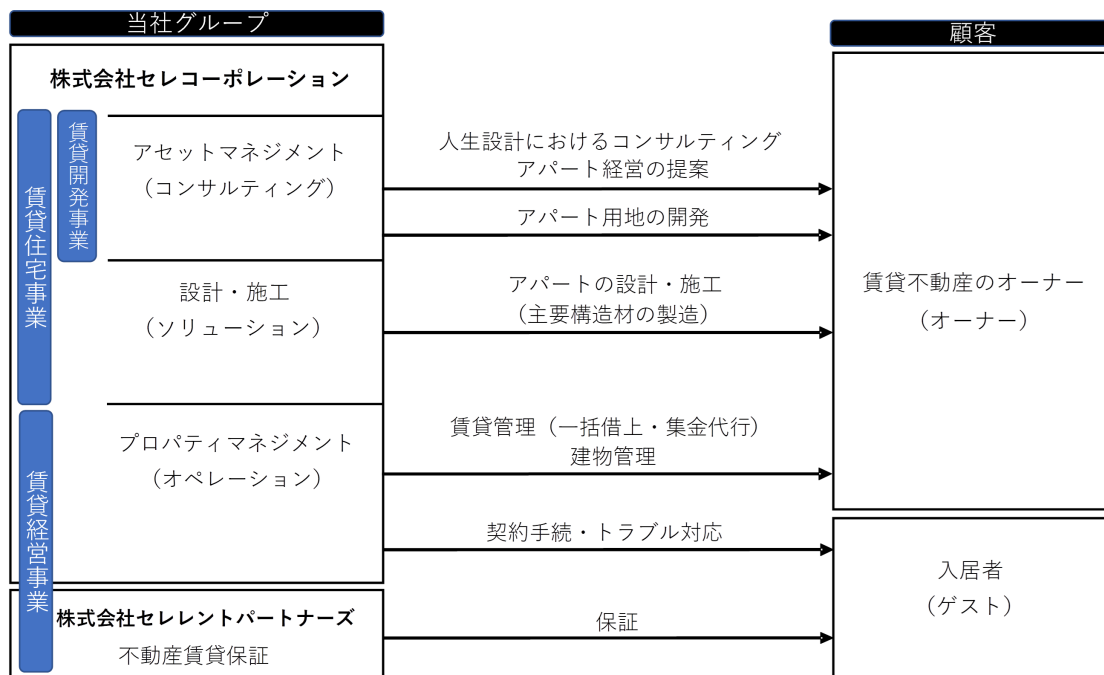 当社グループ
顧客
株式会社セレコーポレーション
賃貸住宅事業
賃貸開発事業
アセットマネジメント
(コンサルティング)
人生設計におけるコンサルティング
アパート経営の提案
アパート用地の開発
設計・施工
(ソリューション)
アパートの設計・施工
(主要構造材の製造)
賃貸不動産のオーナー
(オーナー)
賃貸経営事業
プロパティマネジメント
(オペレーション)
賃貸管理(一括借上・集金代行)
建物管理
契約手続・トラブル対応
入居者
(ゲスト)
株式会社セレレントパートナーズ
不動産賃貸保証
保証